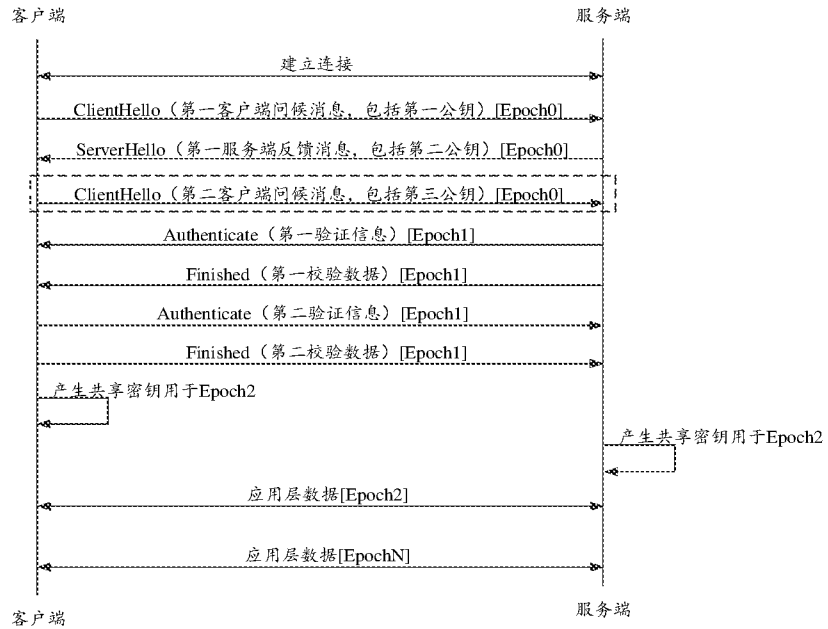 客户端
服务端
建立连接
ClientHello（第一客户端问候消息，包括第一公钥）[Epoch0]
ServerHello（第一服务端反馈消息，包括第二公钥）[Epoch0]
ClientHello（第二客户端问候消息，包括第三公钥）[Epoch0]
Authenticate（第一验证信息）[Epoch1]
Finished（第一校验数据）[Epoch1]
Authenticate（第二验证信息）[Epoch1]
Finished（第二校验数据）[Epoch1]
产生共享密钥用于Epoch2
产生共享密钥用于Epoch2
应用层数据[Epoch2]
应用层数据[EpochN]
客户端
服务端